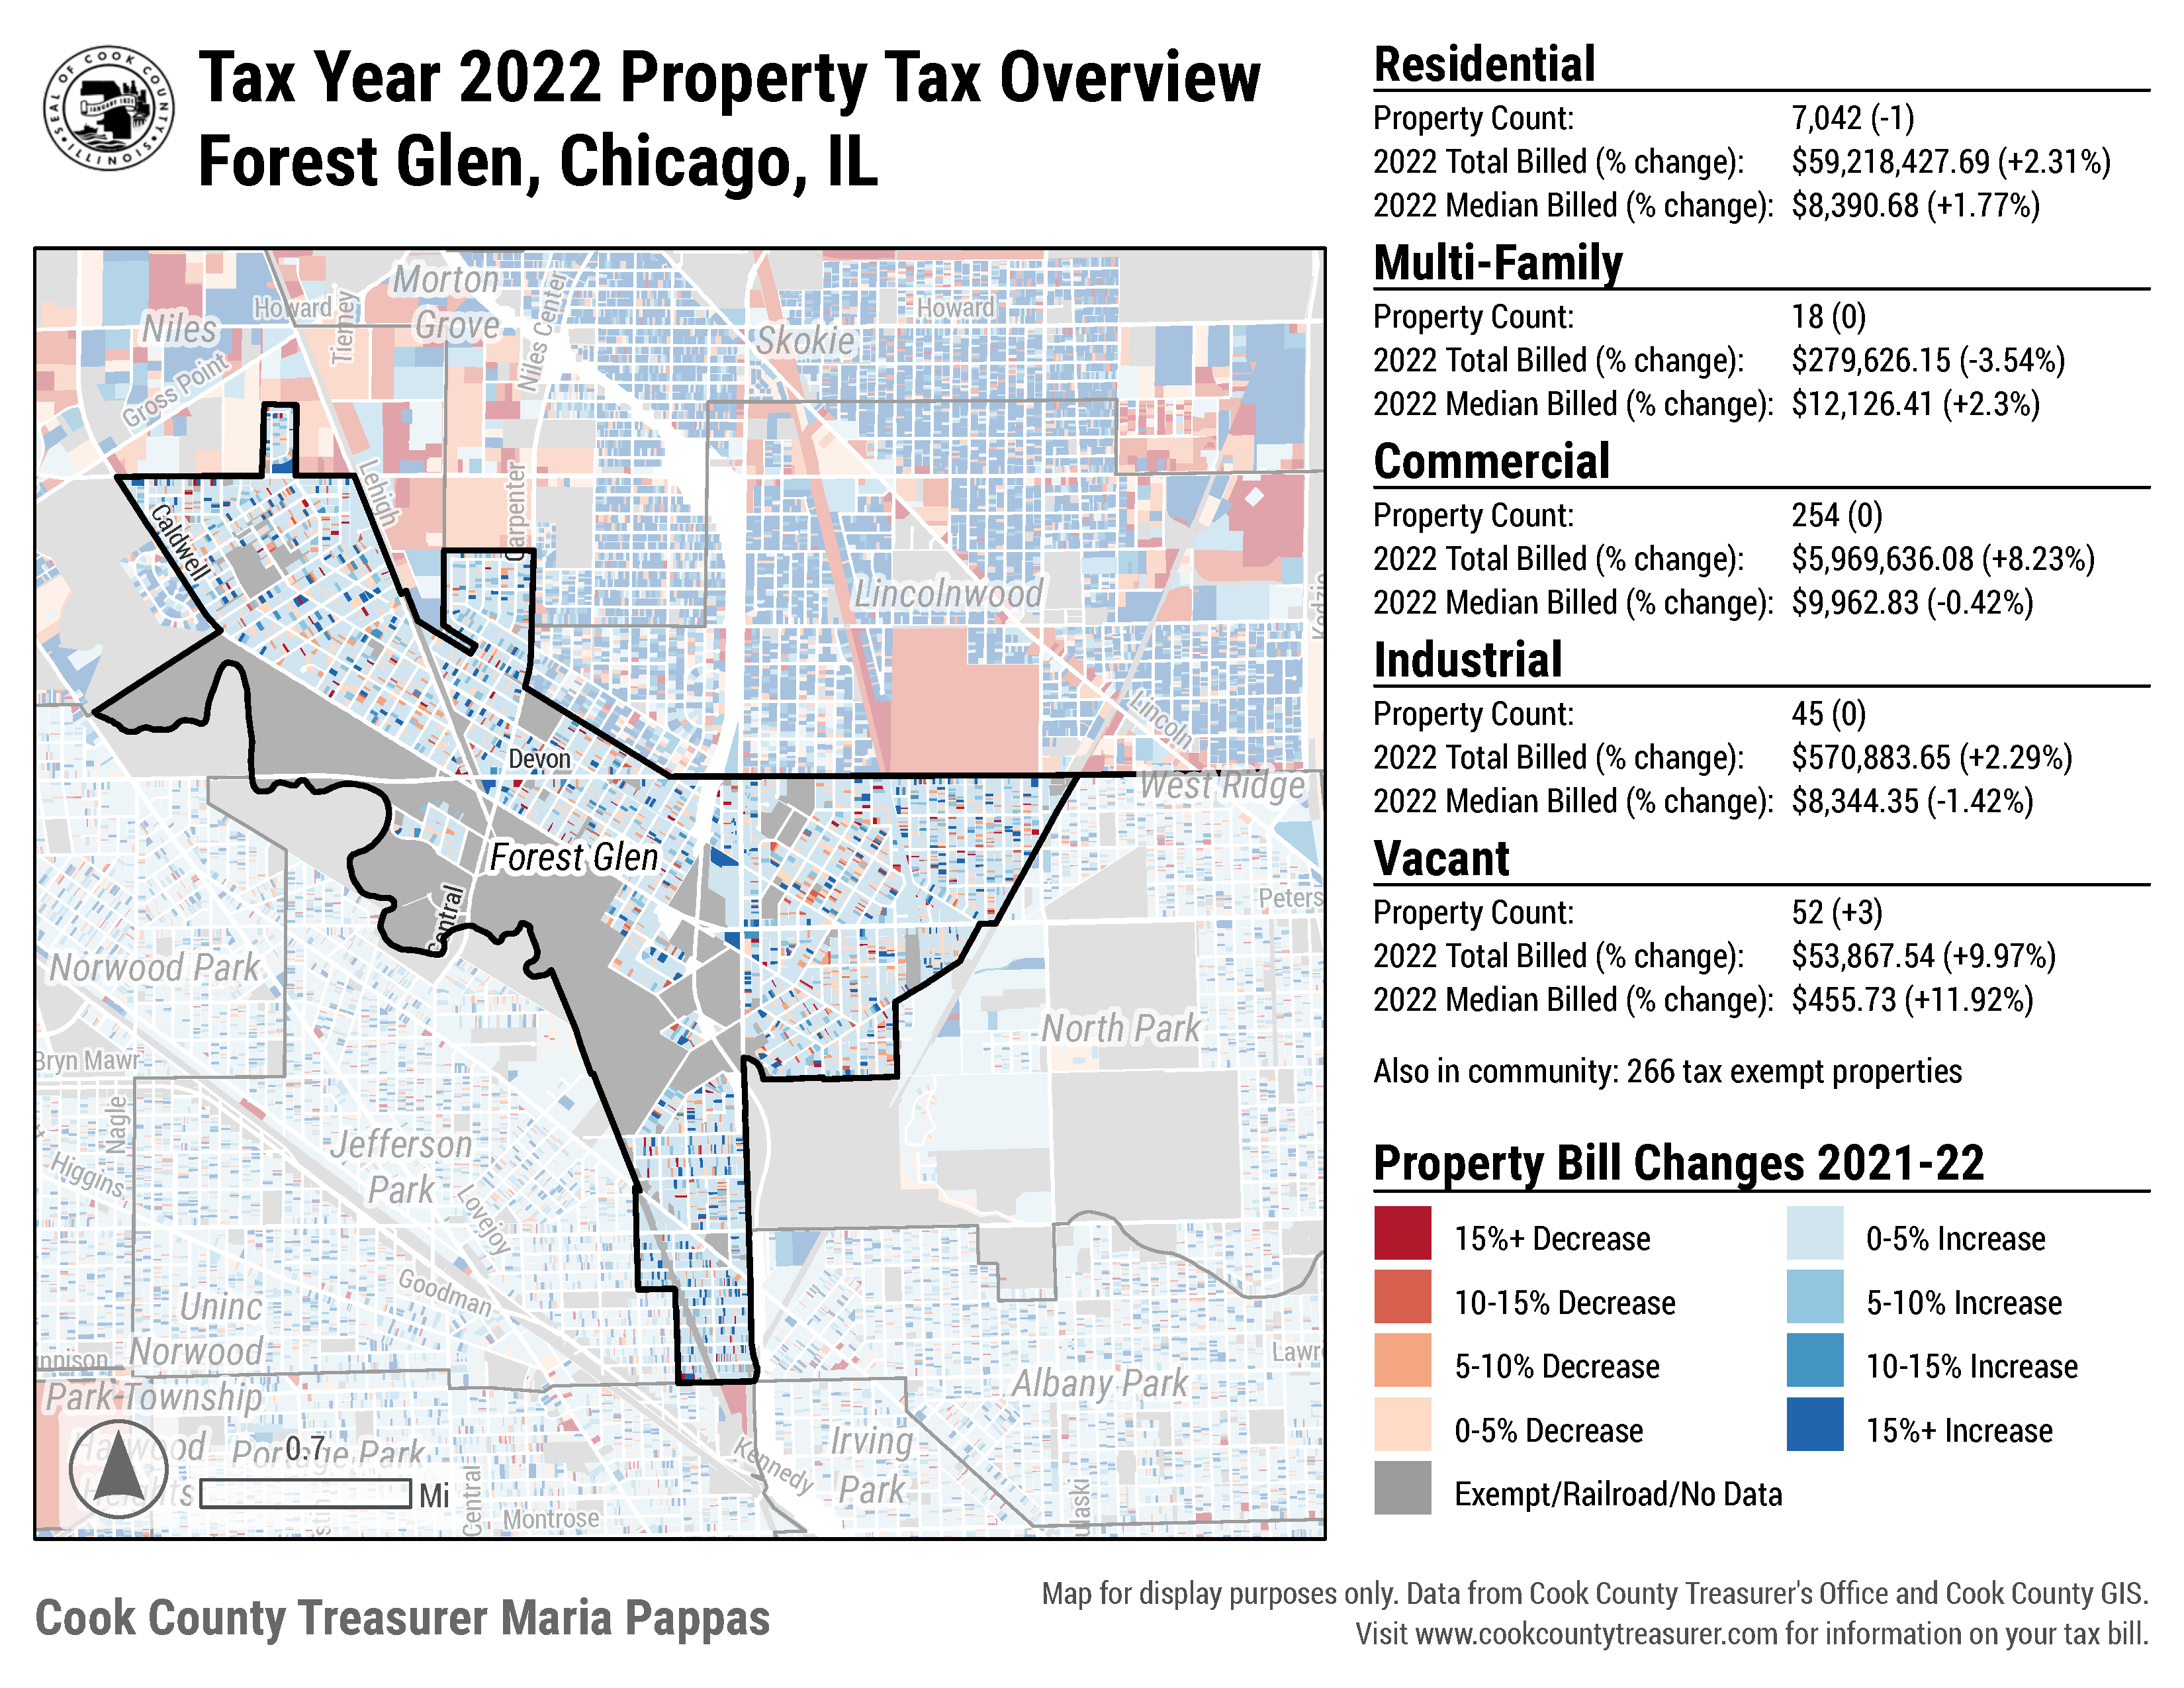 SEAL OF COOK COUNTY
JANUARY 1831
ILLINOIS
Tax Year 2022 Property Tax Overview
Forest Glen, Chicago, IL
Morton
Grove
Niles
Howard
Tierney
Niles Center
Skokie
Howard
Gross Point
Lehigh
Carpenter
Caldwell
Lincolnwood
Kedzie
Lincoln
Devon
West Ridge
Forest Glen
Peters
Central
Norwood Park
North Park
Bryn Mawr
Nagle
Jefferson
Park
Higgins
Lovejoy
Goodman
Uninc
Norwood
Park Township
nnison
Lawr
Albany Park
Portage Park
Irving
Park
Kennedy
Central
Montrose
ulaski
0.7
Mi
Residential
Property Count: 7,042 (-1)
2022 Total Billed (% change): $59,218,427.69 (+2.31%)
2022 Median Billed (% change): $8,390.68 (+1.77%)
Multi-Family
Property Count: 18 (0)
2022 Total Billed (% change): $279,626.15 (-3.54%)
2022 Median Billed (% change): $12,126.41 (+2.3%)
Commercial
Property Count: 254 (0)
2022 Total Billed (% change): $5,969,636.08 (+8.23%)
2022 Median Billed (% change): $9,962.83 (-0.42%)
Industrial
Property Count: 45 (0)
2022 Total Billed (% change): $570,883.65 (+2.29%)
2022 Median Billed (% change): $8,344.35 (-1.42%)
Vacant
Property Count: 52 (+3)
2022 Total Billed (% change): $53,867.54 (+9.97%)
2022 Median Billed (% change): $455.73 (+11.92%)
Also in community: 266 tax exempt properties
Property Bill Changes 2021-22
15%+ Decrease
0-5% Increase
10-15% Decrease
5-10% Increase
5-10% Decrease
10-15% Increase
0-5% Decrease
15%+ Increase
Exempt/Railroad/No Data
Cook County Treasurer Maria Pappas
Map for display purposes only. Data from Cook County Treasurer's Office and Cook County GIS.
Visit www.cookcountytreasurer.com for information on your tax bill.